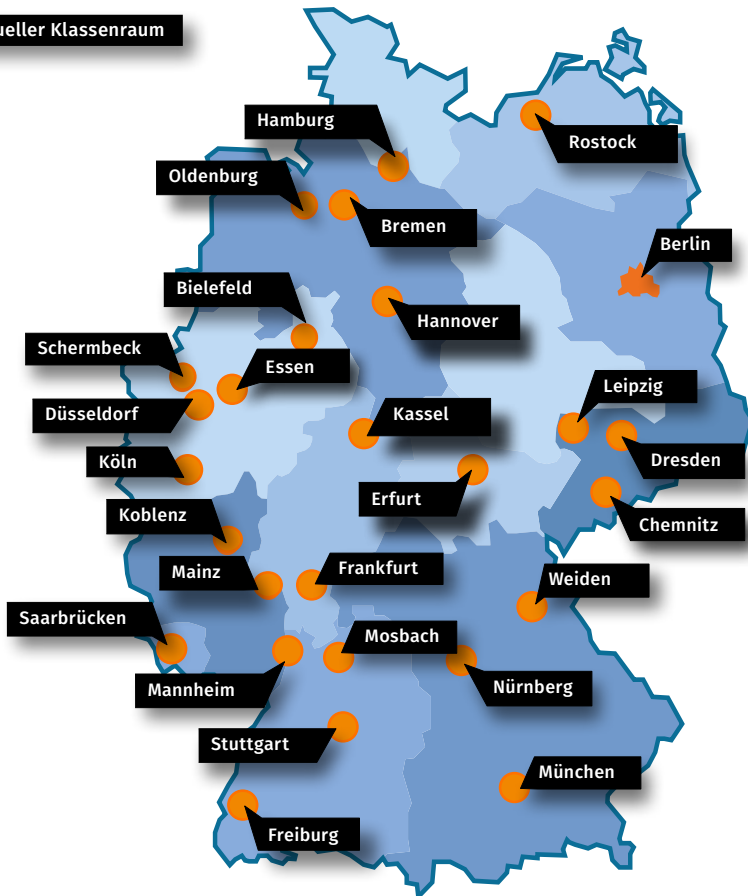 Klassenraum
Hamburg
Rostock
Oldenburg
Bremen
Berlin
Bielefeld
Hannover
Schermbeck
Essen
Leipzig
Düsseldorf
Kassel
Dresden
Köln
Erfurt
Chemnitz
Koblenz
Mainz
Frankfurt
Weiden
Saarbrücken
Mosbach
Mannheim
Nürnberg
Stuttgart
München
Freiburg